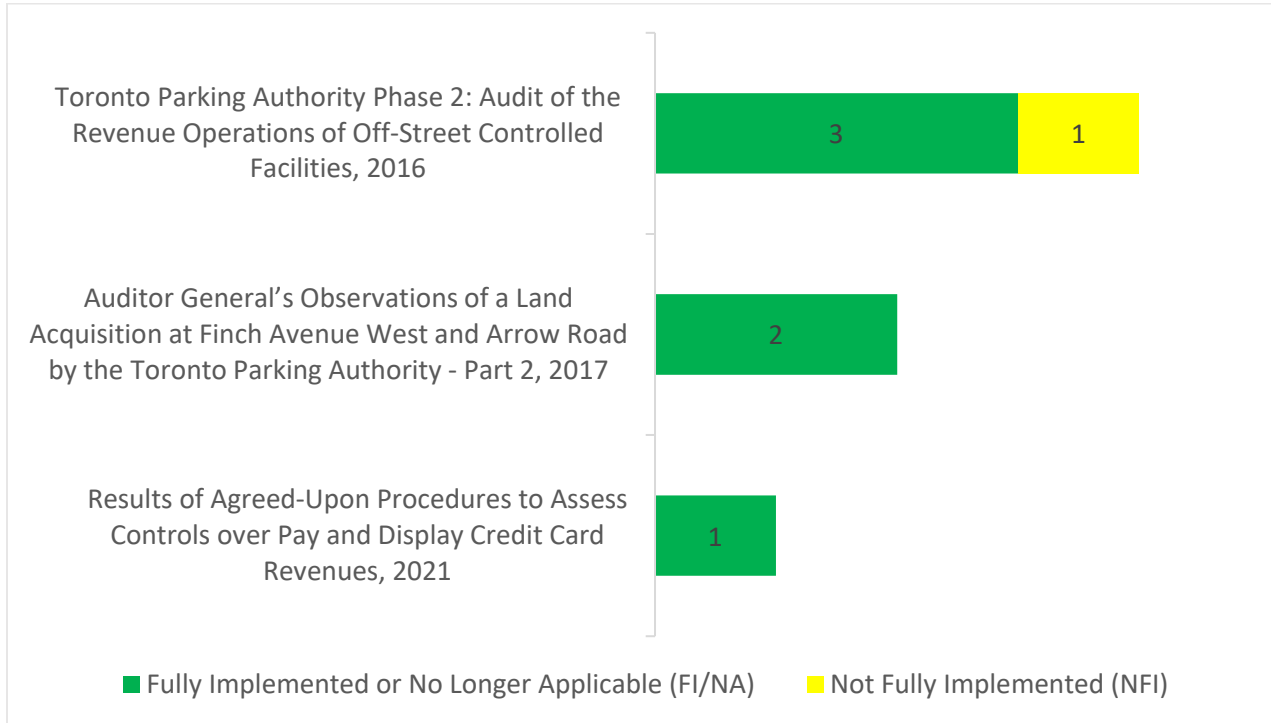 Toronto Parking Authority Phase 2: Audit of the
Revenue Operations of Off-Street Controlled
Facilities, 2016
3
1
Auditor General’s Observations of a Land
Acquisition at Finch Avenue West and Arrow Road
by the Toronto Parking Authority - Part 2, 2017
2
Results of Agreed-Upon Procedures to Assess
Controls over Pay and Display Credit Card
Revenues, 2021
1
Fully Implemented or No Longer Applicable (FI/NA)
Not Fully Implemented (NFI)